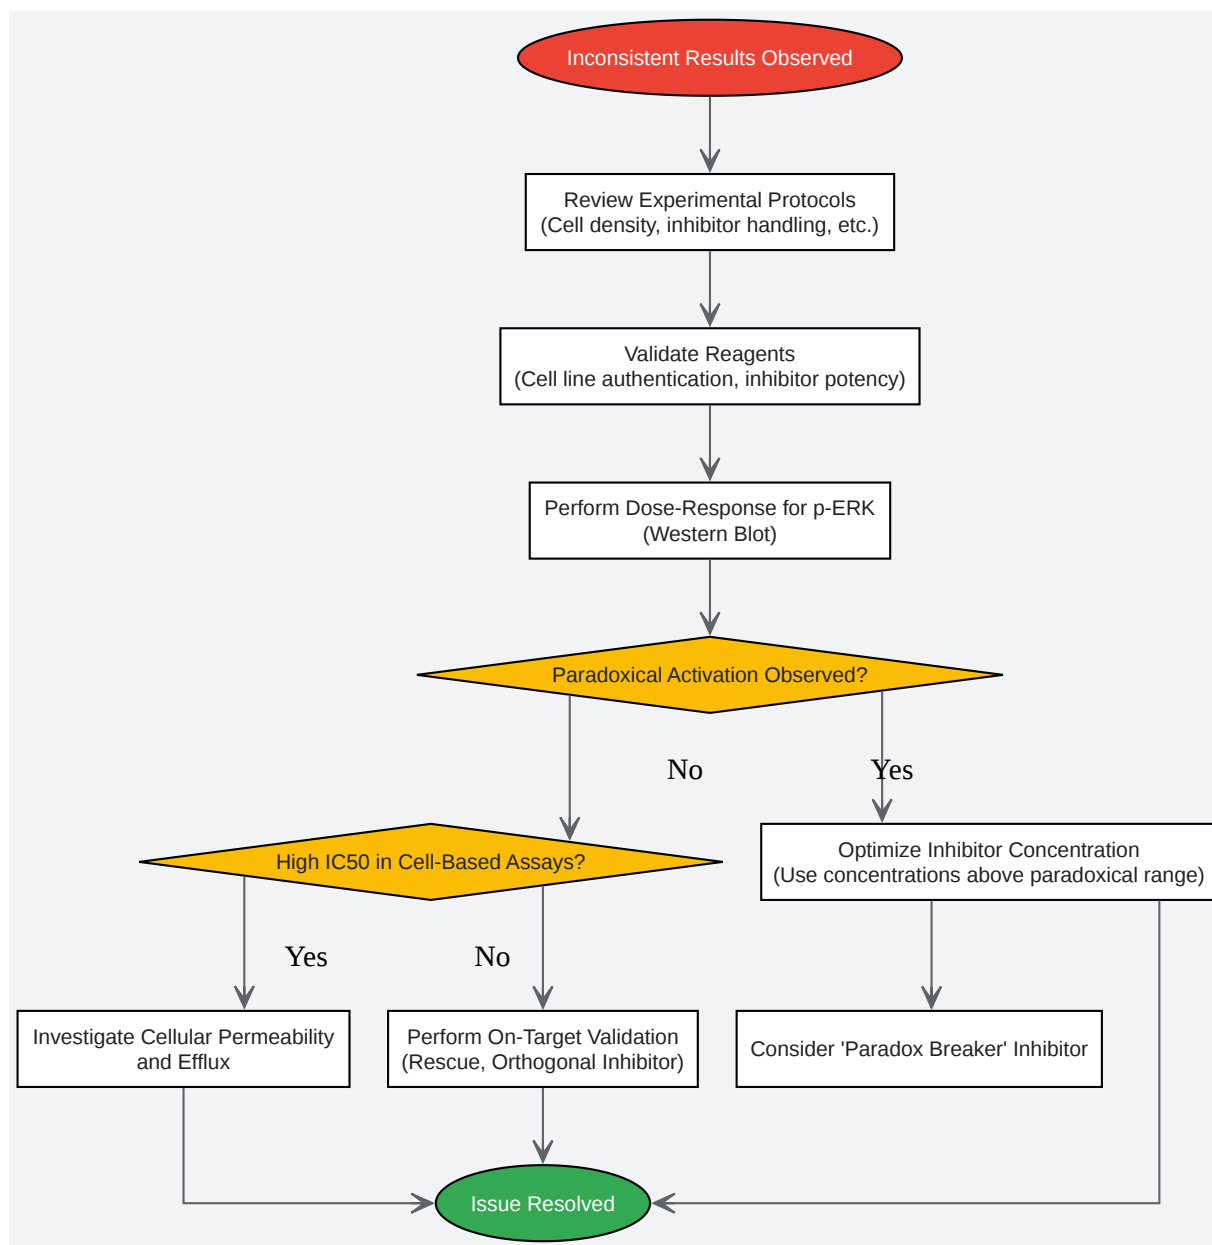 Inconsistent Results Observed
Review Experimental Protocols
(Cell density, inhibitor handling, etc.)
Validate Reagents
(Cell line authentication, inhibitor potency)
Perform Dose-Response for p-ERK
(Western Blot)
Paradoxical Activation Observed?
No
Yes
High IC50 in Cell-Based Assays?
Optimize Inhibitor Concentration
(Use concentrations above paradoxical range)
Yes
No
Investigate Cellular Permeability
and Efflux
Perform On-Target Validation
(Rescue, Orthogonal Inhibitor)
Consider 'Paradox Breaker' Inhibitor
Issue Resolved